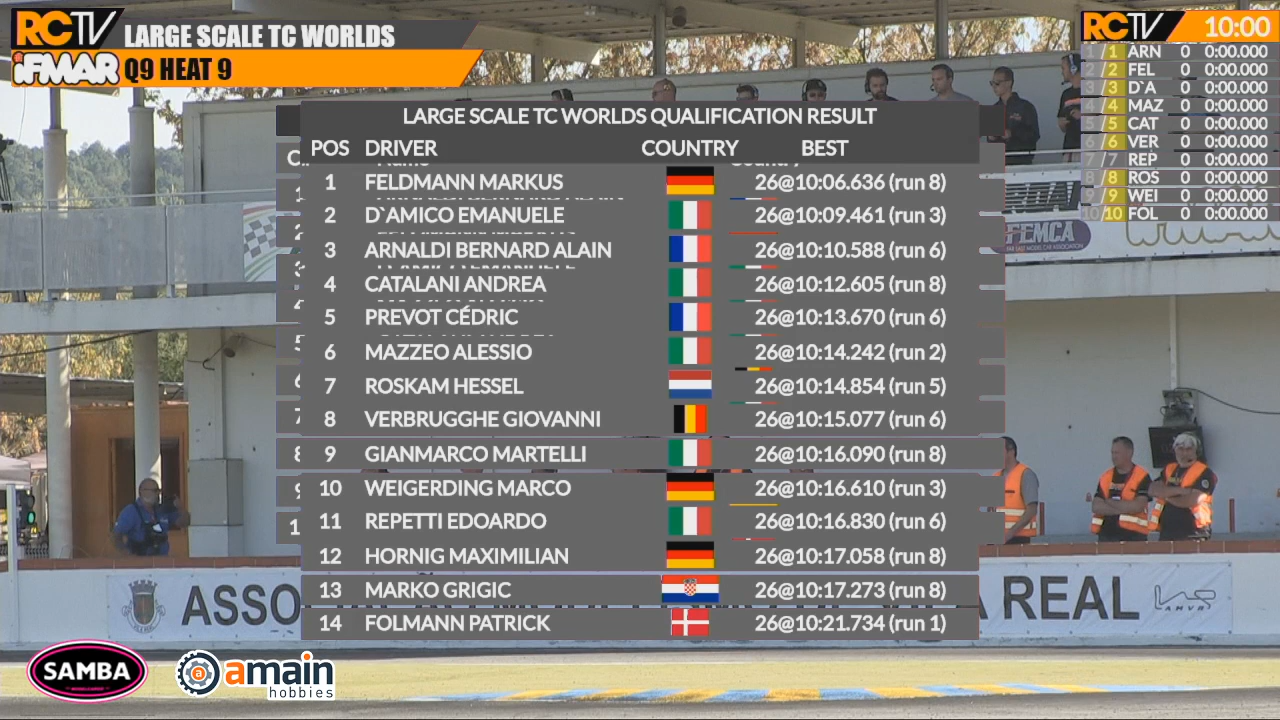 RCTV LARGE SCALE TC WORLDS
iFMAR Q9 HEAT 9
RCTV 10:00
1/1 ARN 0 0:00.000
2/2 FEL 0 0:00.000
3/3 D`A 0 0:00.000
4/4 MAZ 0 0:00.000
/5 CAT 0 0:00.000
6/6 VER 0 0:00.000
7/7 REP 0 0:00.000
8/8 ROS 0 0:00.000
9/9 WEI 0 0:00.000
10/10 FOL 0 0:00.000
LARGE SCALE TC WORLDS QUALIFICATION RESULT
POS DRIVER COUNTRY BEST
1 FELDMANN MARKUS 26@10:06.636 (run 8)
2 D`AMICO EMANUELE 26@10:09.461 (run 3)
3 ARNALDI BERNARD ALAIN 26@10:10.588 (run 6)
4 CATALANI ANDREA 26@10:12.605 (run 8)
5 PREVOT CÉDRIC 26@10:13.670 (run 6)
6 MAZZEO ALESSIO 26@10:14.242 (run 2)
7 ROSKAM HESSEL 26@10:14.854 (run 5)
8 VERBRUGGHE GIOVANNI 26@10:15.077 (run 6)
9 GIANMARCO MARTELLI 26@10:16.090 (run 8)
10 WEIGERDING MARCO 26@10:16.610 (run 3)
11 REPETTI EDOARDO 26@10:16.830 (run 6)
12 HORNIG MAXIMILIAN 26@10:17.058 (run 8)
13 MARKO GRIGIC 26@10:17.273 (run 8)
14 FOLMANN PATRICK 26@10:21.734 (run 1)
FEMCA
ASSO
REAL
AMVR
SAMBA
amain
hobbies